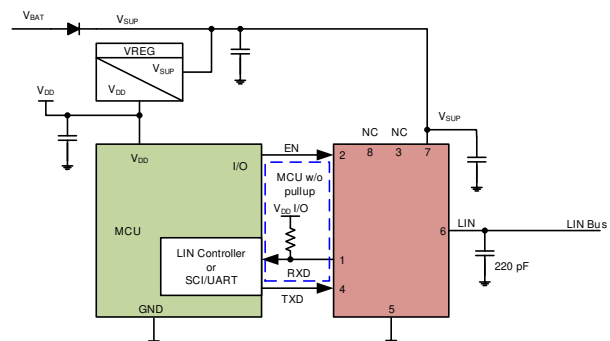 VBAT
VSUP
VREG
VSUP
VDD
VDD
VDD
I/O
EN
2
NC
8
NC
3
VSUP
7
MCU w/o
pullup
VDD I/O
MCU
LIN Controller
or
SCI/UART
RXD
1
TXD
4
6
LIN
LIN Bus
220 pF
GND
5